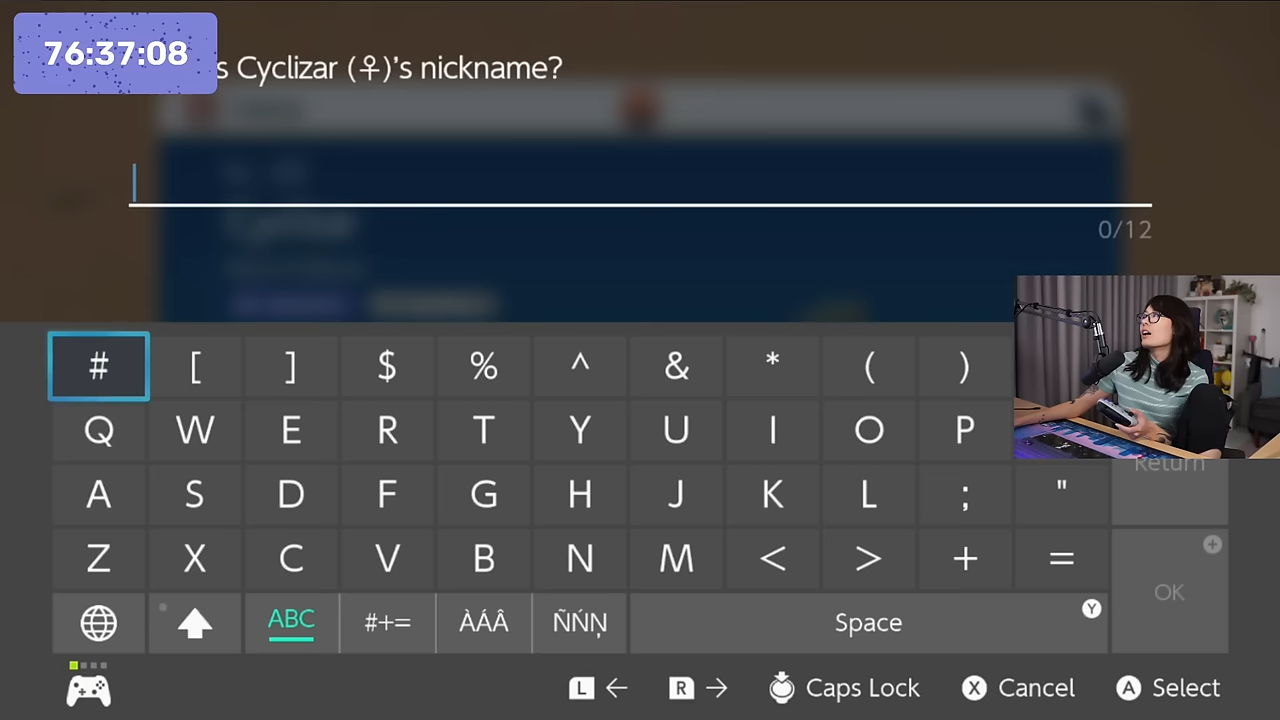 76:37:08
s Cyclizar (♀)'s nickname?
0/12
# [ ] $ % ^ & * ( )
Q W E R T Y U I O P
Return
A S D F G H J K L ; "
Z X C V B N M < > + =
OK
ABC #+= ÀÁÂ ÑŃŅ Space Y
L ← R → Caps Lock X Cancel A Select